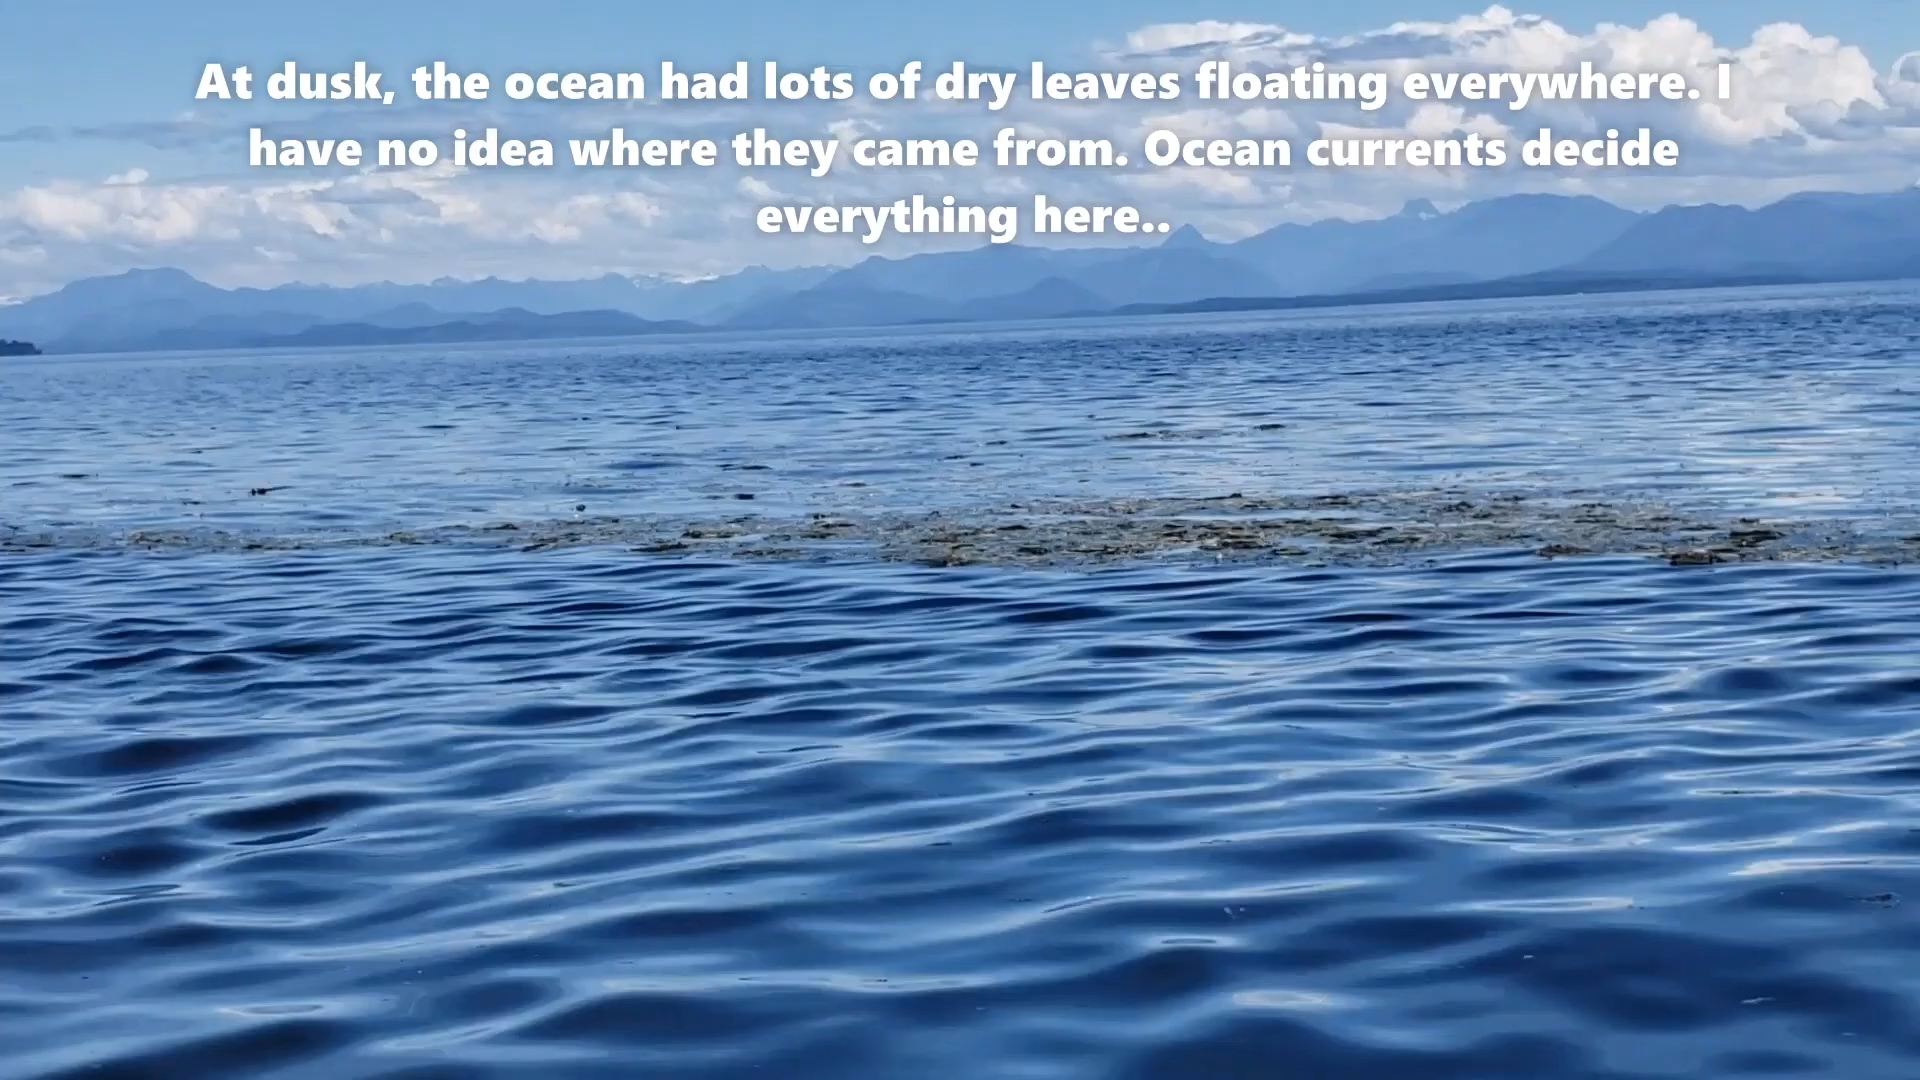 At dusk, the ocean had lots of dry leaves floating everywhere. I
have no idea where they came from. Ocean currents decide
everything here..